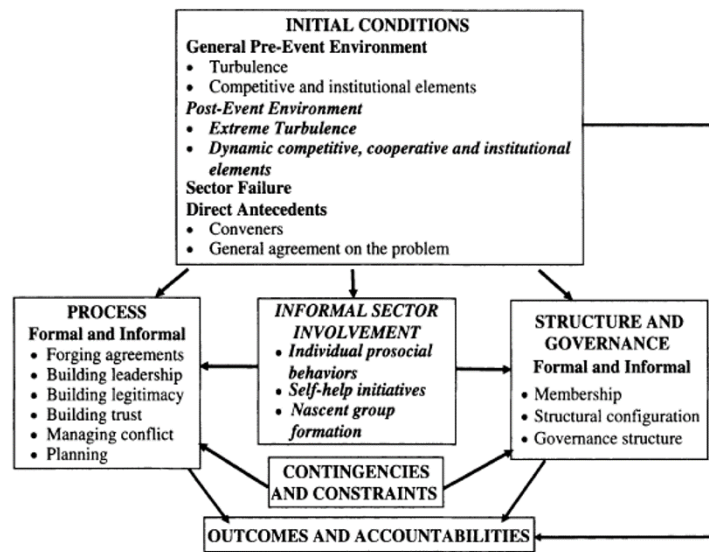 INITIAL CONDITIONS
General Pre-Event Environment
• Turbulence
• Competitive and institutional elements
Post-Event Environment
• Extreme Turbulence
• Dynamic competitive, cooperative and institutional
elements
Sector Failure
Direct Antecedents
• Conveners
• General agreement on the problem
PROCESS
Formal and Informal
• Forging agreements
• Building leadership
• Building legitimacy
• Building trust
• Managing conflict
• Planning
INFORMAL SECTOR
INVOLVEMENT
• Individual prosocial
behaviors
• Self-help initiatives
• Nascent group
formation
STRUCTURE AND
GOVERNANCE
Formal and Informal
• Membership
• Structural configuration
• Governance structure
CONTINGENCIES
AND CONSTRAINTS
OUTCOMES AND ACCOUNTABILITIES